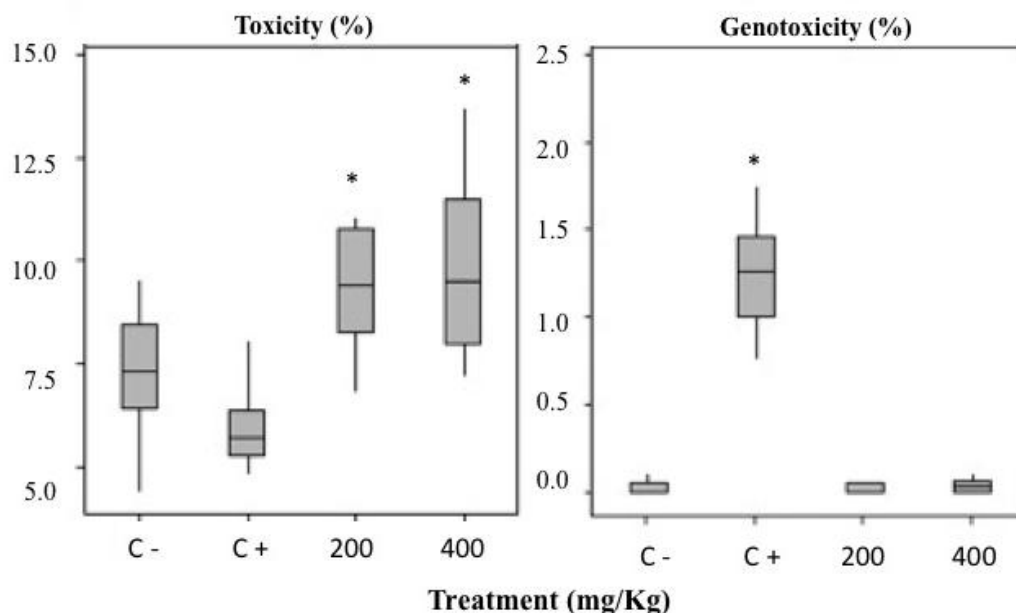 Toxicity (%)
15.0
12.5
10.0
7.5
5.0
*
*
C - C + 200 400
Genotoxicity (%)
2.5
2.0
1.5
1.0
0.5
0.0
*
C - C + 200 400
Treatment (mg/Kg)